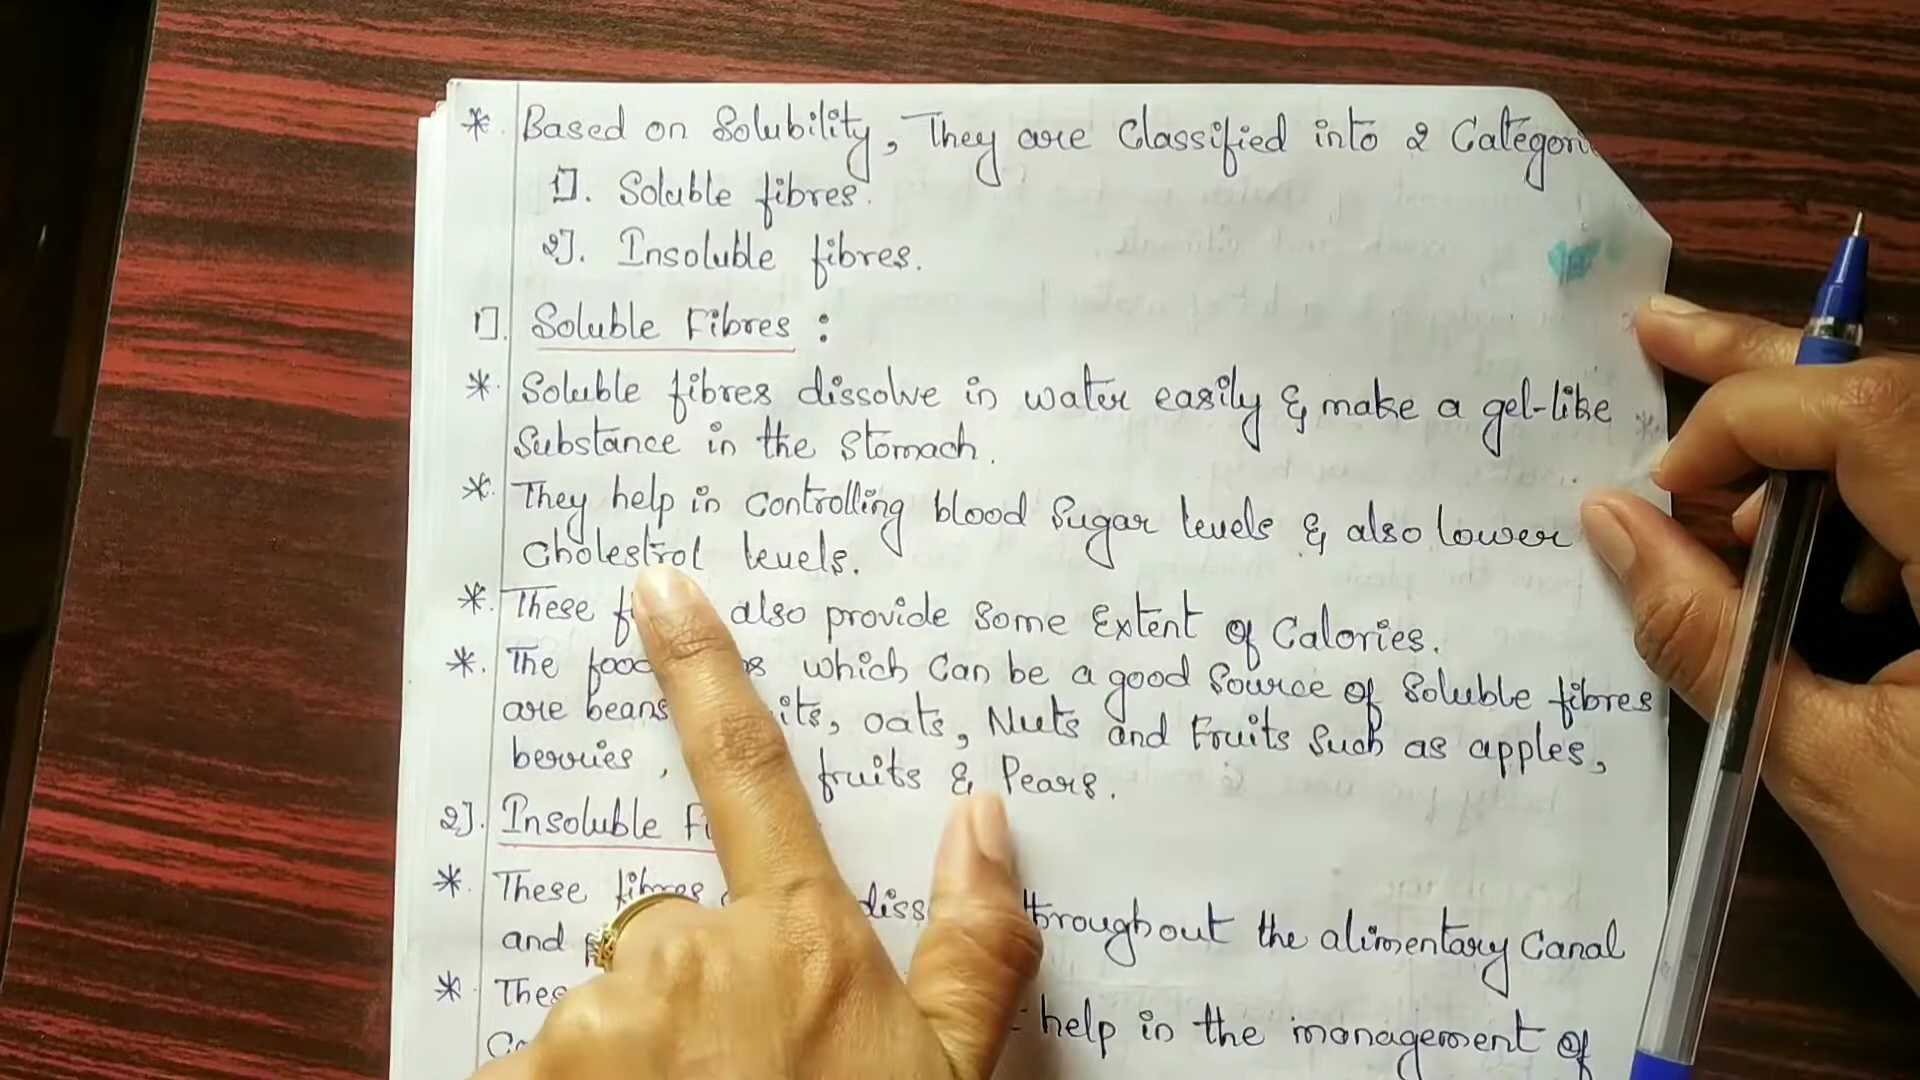 * Based on Solubility, They are Classified into 2 Categori
1]. Soluble fibres.
2]. Insoluble fibres.
1]. Soluble Fibres :
* Soluble fibres dissolve in water easily & make a gel-like
Substance in the Stomach.
* They help in Controlling blood Sugar levels & also lower
Cholestrol levels.
* These also provide Some Extent of Calories.
* The food which Can be a good Source of Soluble fibres
are beans, oats, Nuts and Fruits Such as apples,
berries, fruits & Pears.
2]. Insoluble
* These fibres throughout the alimentary Canal
and
* help in the management of